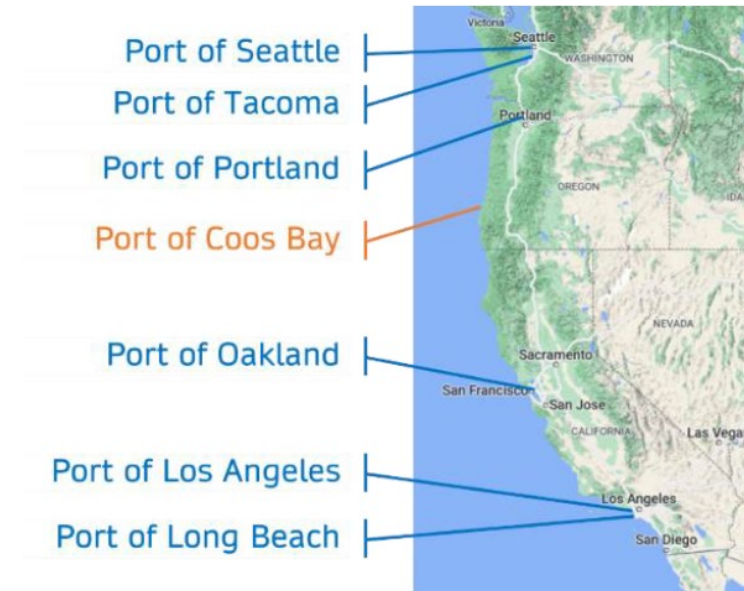 Port of Seattle
Port of Tacoma
Port of Portland
Port of Coos Bay
Port of Oakland
Port of Los Angeles
Port of Long Beach
Victoria
Seattle
WASHINGTON
Portland
OREGON
IDA
NEVADA
Sacramento
San Francisco
San Jose
CALIFORNIA
Las Vega
Los Angeles
San Diego